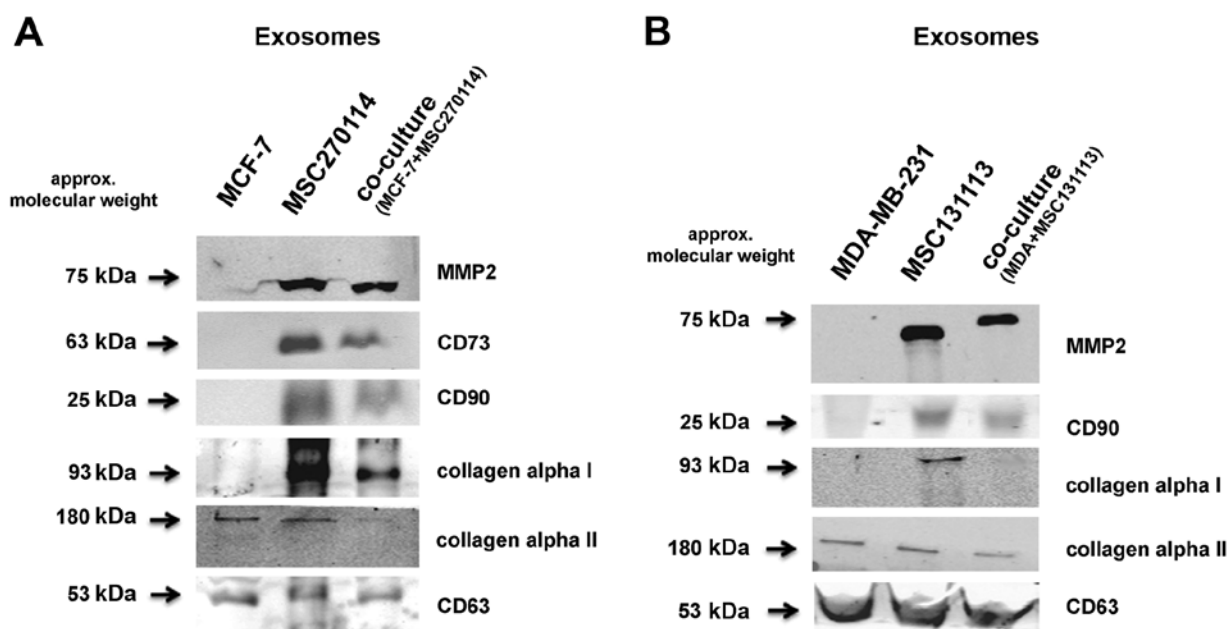 A
Exosomes
MCF-7
MSC270114
co-culture
(MCF-7+MSC270114)
approx.
molecular weight
75 kDa
MMP2
63 kDa
CD73
25 kDa
CD90
93 kDa
collagen alpha I
180 kDa
collagen alpha II
53 kDa
CD63
B
Exosomes
MDA-MB-231
MSC131113
co-culture
(MDA+MSC131113)
approx.
molecular weight
75 kDa
MMP2
25 kDa
CD90
93 kDa
collagen alpha I
180 kDa
collagen alpha II
53 kDa
CD63